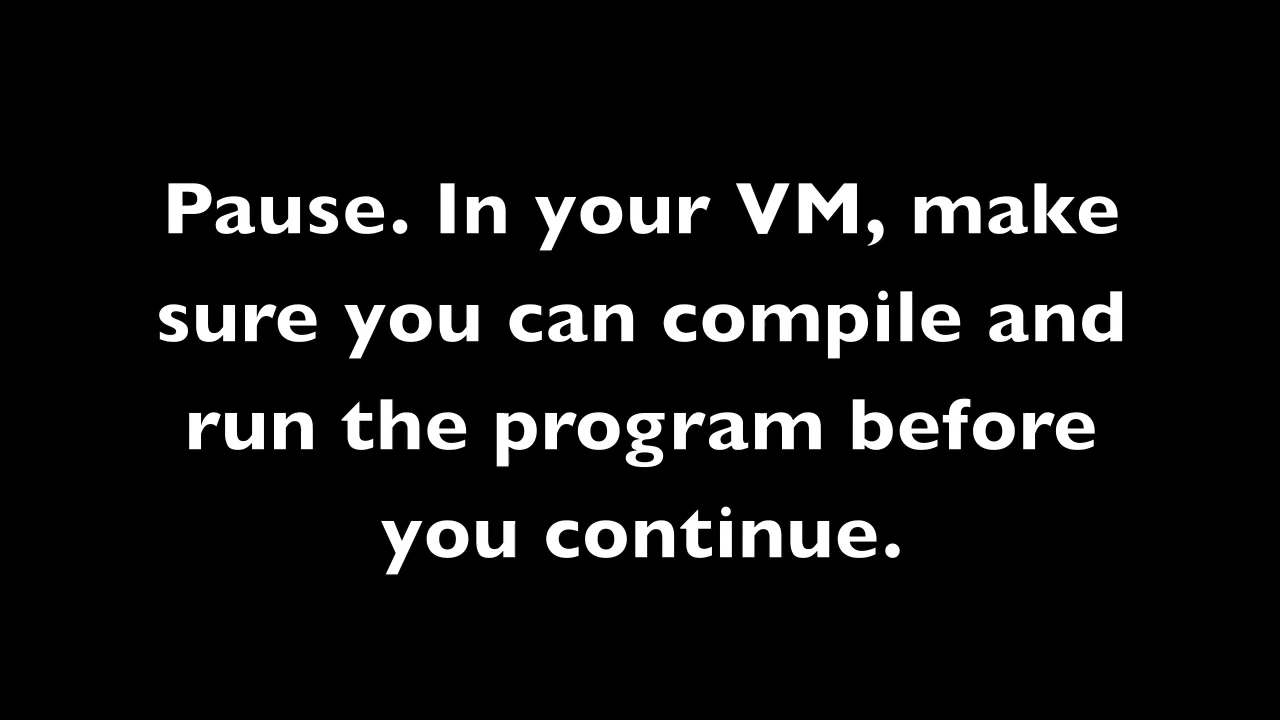 Pause. In your VM, make
sure you can compile and
run the program before
you continue.